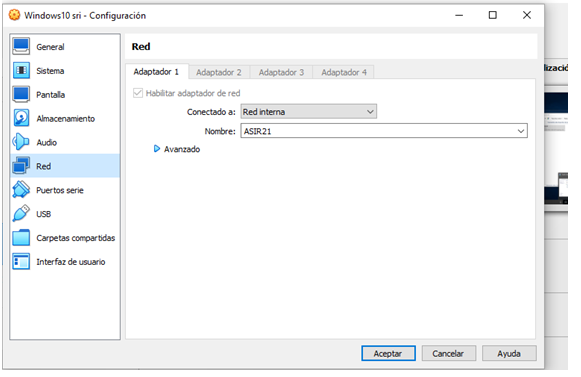 Windows10 sri - Configuración
General
Sistema
Pantalla
Almacenamiento
Audio
Red
Puertos serie
USB
Carpetas compartidas
Interfaz de usuario
Red
Adaptador 1 Adaptador 2 Adaptador 3 Adaptador 4
Habilitar adaptador de red
Conectado a: Red interna
Nombre: ASIR21
Avanzado
Aceptar Cancelar Ayuda